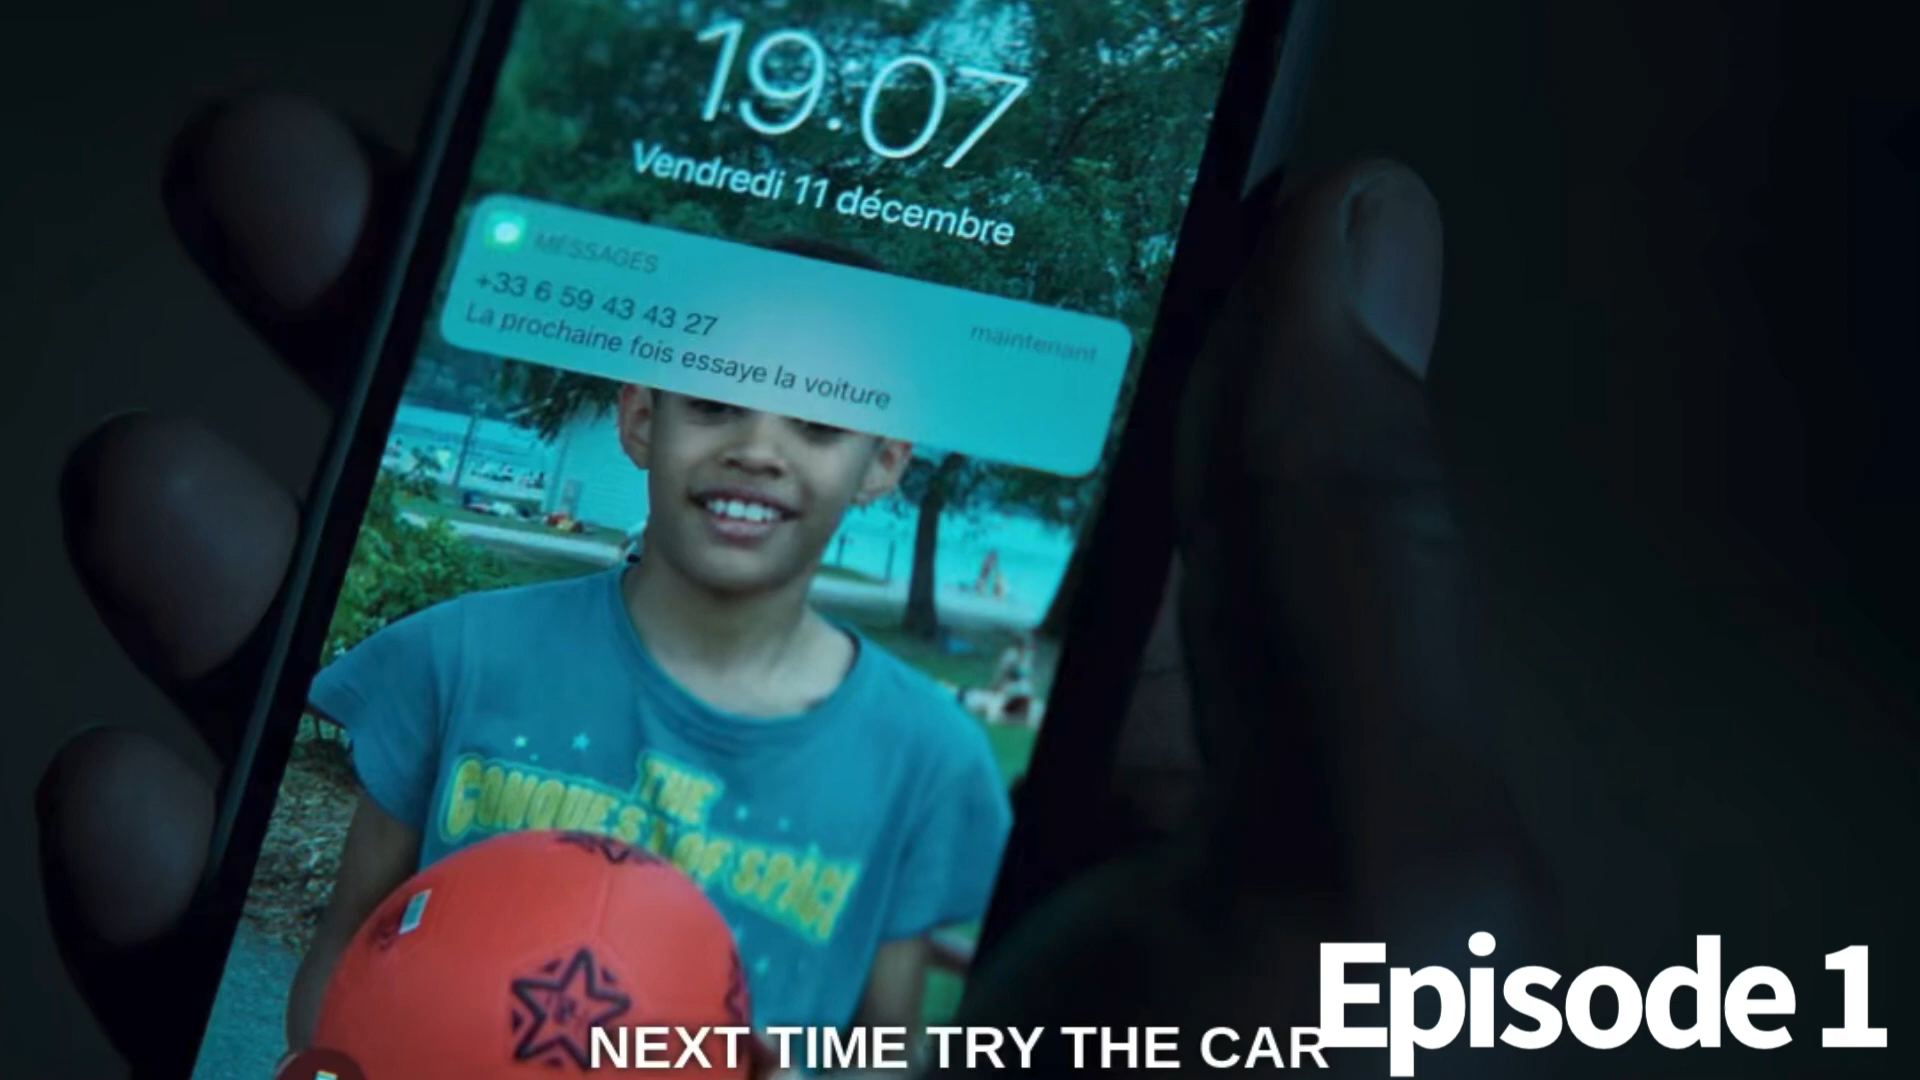 19:07
Vendredi 11 décembre
MESSAGES
maintenant
+33 6 59 43 43 27
La prochaine fois essaye la voiture
THE
CONQUEST OF SPACE
NEXT TIME TRY THE CAR
Episode 1